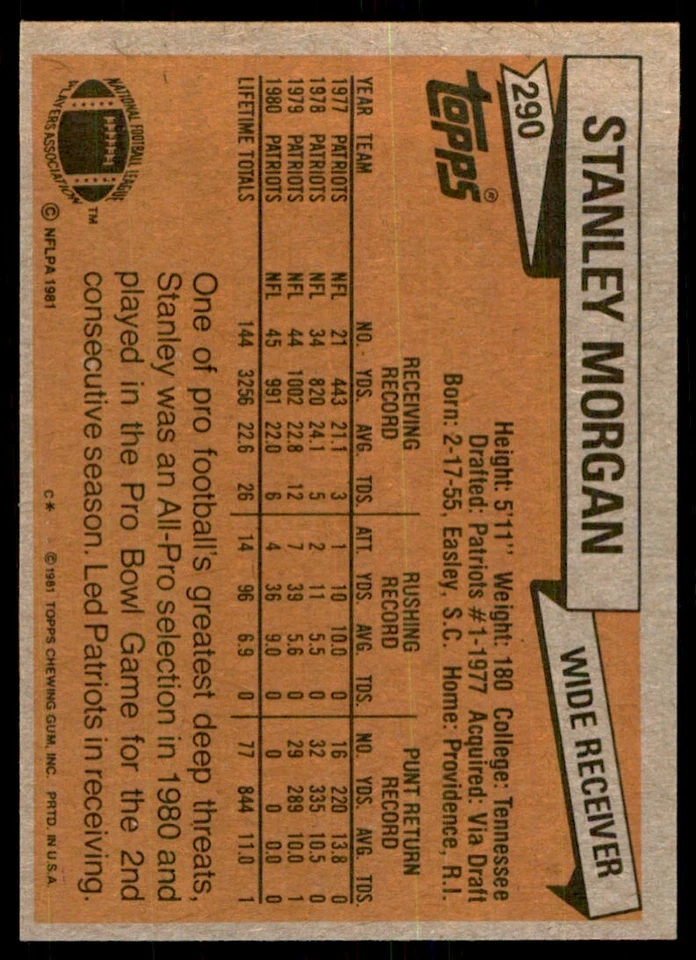 STANLEY MORGAN
WIDE RECEIVER
290
topps®
Height: 5'11" Weight: 180 College: Tennessee
Drafted: Patriots #1-1977 Acquired: Via Draft
Born: 2-17-55, Easley, S.C. Home: Providence, R.I.
RECEIVING RECORD RUSHING RECORD PUNT RETURN RECORD
YEAR TEAM NO. YDS. AVG. TDS. ATT. YDS. AVG. TDS. NO. YDS. AVG. TDS.
1977 PATRIOTS NFL 21 443 21.1 3 1 10 10.0 0 16 220 13.8 0
1978 PATRIOTS NFL 34 820 24.1 5 2 11 5.5 0 32 335 10.5 0
1979 PATRIOTS NFL 44 1002 22.8 12 7 39 5.6 0 29 289 10.0 1
1980 PATRIOTS NFL 45 991 22.0 6 4 36 9.0 0 0 0 0.0 0
LIFETIME TOTALS 144 3256 22.6 26 14 96 6.9 0 77 844 11.0 1
One of pro football's greatest deep threats,
Stanley was an All-Pro selection in 1980 and
played in the Pro Bowl Game for the 2nd
consecutive season. Led Patriots in receiving.
NATIONAL FOOTBALL LEAGUE
PLAYERS ASSOCIATION
TM
© NFLPA 1981
C* ©1981 TOPPS CHEWING GUM, INC. PRTD. IN U.S.A.